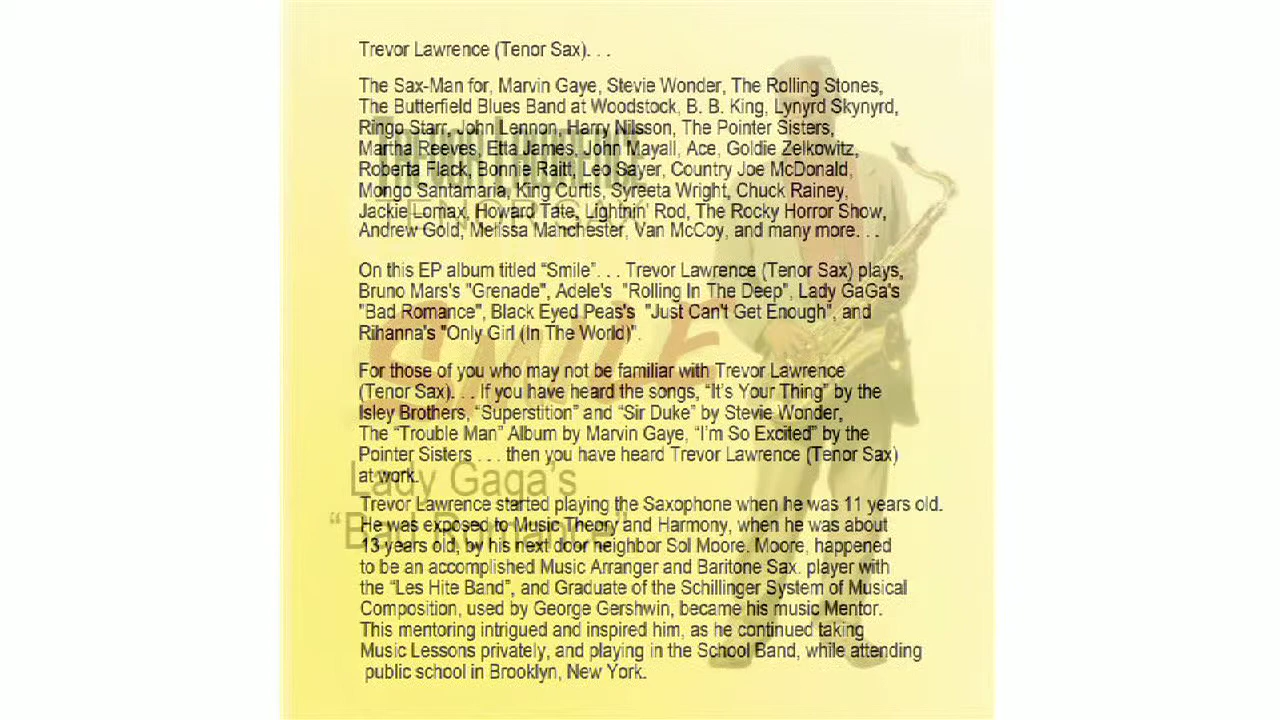 Trevor Lawrence (Tenor Sax). . .
The Sax-Man for, Marvin Gaye, Stevie Wonder, The Rolling Stones,
The Butterfield Blues Band at Woodstock, B. B. King, Lynyrd Skynyrd,
Ringo Starr, John Lennon, Harry Nilsson, The Pointer Sisters,
Martha Reeves, Etta James, John Mayall, Ace, Goldie Zelkowitz,
Roberta Flack, Bonnie Raitt, Leo Sayer, Country Joe McDonald,
Mongo Santamaria, King Curtis, Syreeta Wright, Chuck Rainey,
Jackie Lomax, Howard Tate, Lightnin' Rod, The Rocky Horror Show,
Andrew Gold, Melissa Manchester, Van McCoy, and many more. . .
Trevor Lawrence
TENOR SAX
On this EP album titled “Smile”. . . Trevor Lawrence (Tenor Sax) plays,
Bruno Mars's "Grenade", Adele's "Rolling In The Deep", Lady GaGa's
"Bad Romance", Black Eyed Peas's "Just Can't Get Enough", and
Rihanna's "Only Girl (In The World)".
SMILE
For those of you who may not be familiar with Trevor Lawrence
(Tenor Sax). . . If you have heard the songs, “It's Your Thing” by the
Isley Brothers, “Superstition” and “Sir Duke” by Stevie Wonder,
The “Trouble Man” Album by Marvin Gaye, “I'm So Excited” by the
Pointer Sisters . . . then you have heard Trevor Lawrence (Tenor Sax)
at work.
Lady Gaga's
“Bad Romance”
Trevor Lawrence started playing the Saxophone when he was 11 years old.
He was exposed to Music Theory and Harmony, when he was about
13 years old, by his next door neighbor Sol Moore. Moore, happened
to be an accomplished Music Arranger and Baritone Sax. player with
the “Les Hite Band”, and Graduate of the Schillinger System of Musical
Composition, used by George Gershwin, became his music Mentor.
This mentoring intrigued and inspired him, as he continued taking
Music Lessons privately, and playing in the School Band, while attending
public school in Brooklyn, New York.